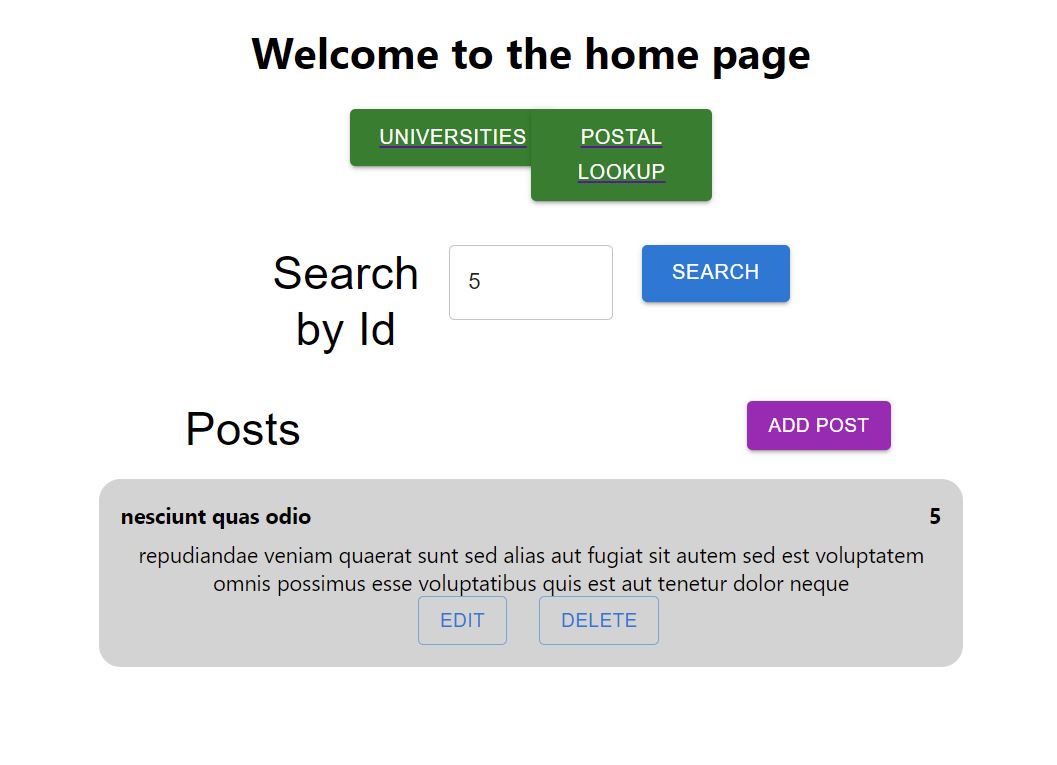 Welcome to the home page
UNIVERSITIES
POSTAL
LOOKUP
Search
by Id
5
SEARCH
Posts
ADD POST
nesciunt quas odio
5
repudiandae veniam quaerat sunt sed alias aut fugiat sit autem sed est voluptatem
omnis possimus esse voluptatibus quis est aut tenetur dolor neque
EDIT
DELETE